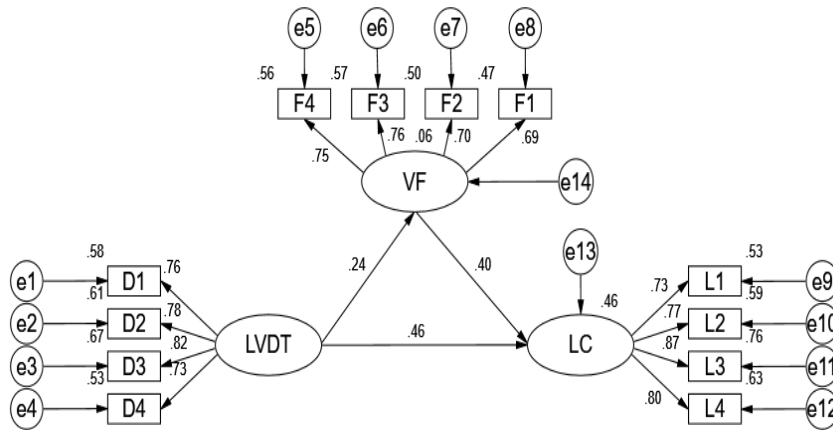 e5 e6 e7 e8
.56 .57 .50 .47
F4 F3 F2 F1
.75 .76 .06 .70 .69
VF e14
.58 e13 .53
e1 D1 .76 .24 .40 .46 .73 L1 e9
.61 .59
e2 D2 .78 .77 L2 e10
.67 .46 .76
LVDT LC
e3 D3 .82 .87 L3 e11
.53 .73 .63
e4 D4 .80 L4 e12